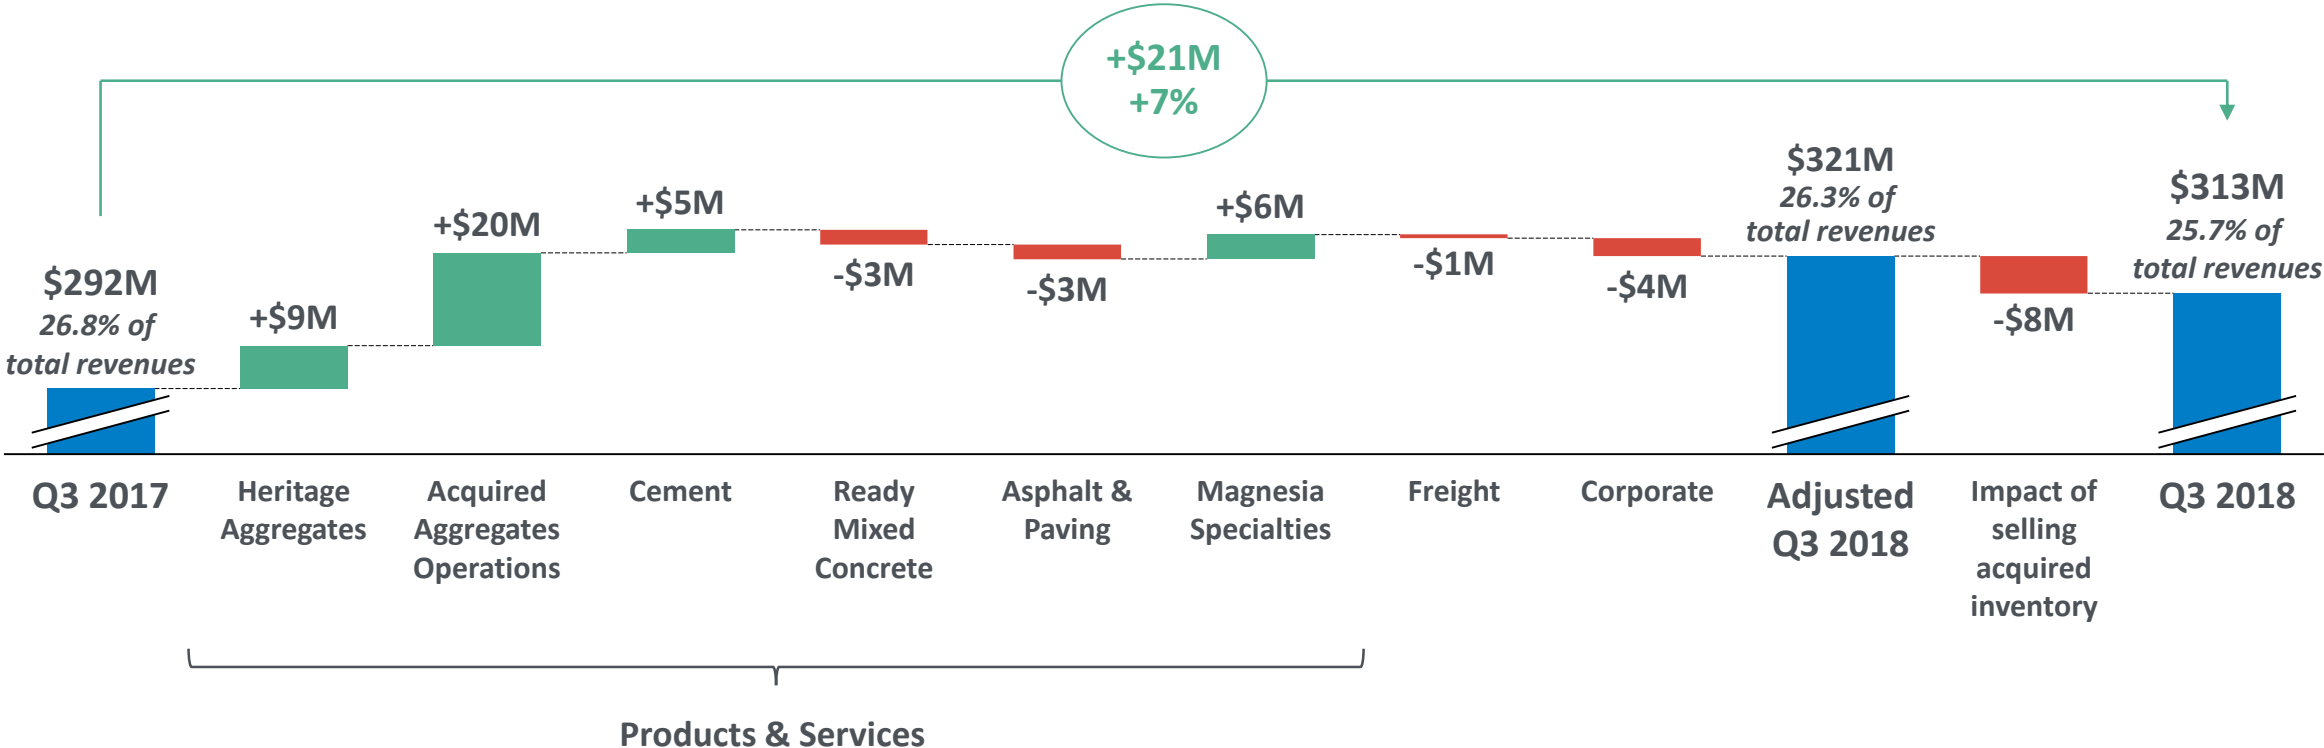 +$21M
+7%
$292M
26.8% of
total revenues
+$9M
+$20M
+$5M
-$3M
-$3M
+$6M
-$1M
-$4M
$321M
26.3% of
total revenues
-$8M
$313M
25.7% of
total revenues
Q3 2017
Heritage
Aggregates
Acquired
Aggregates
Operations
Cement
Ready
Mixed
Concrete
Asphalt &
Paving
Magnesia
Specialties
Freight
Corporate
Adjusted
Q3 2018
Impact of
selling
acquired
inventory
Q3 2018
Products & Services